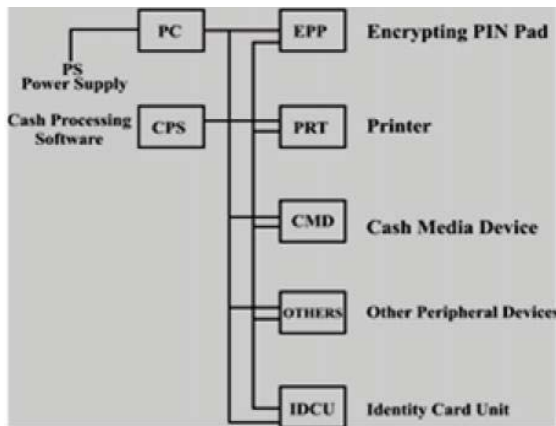 PC
EPP
Encrypting PIN Pad
PS
Power Supply
Cash Processing
Software
CPS
PRT
Printer
CMD
Cash Media Device
OTHERS
Other Peripheral Devices
IDCU
Identity Card Unit